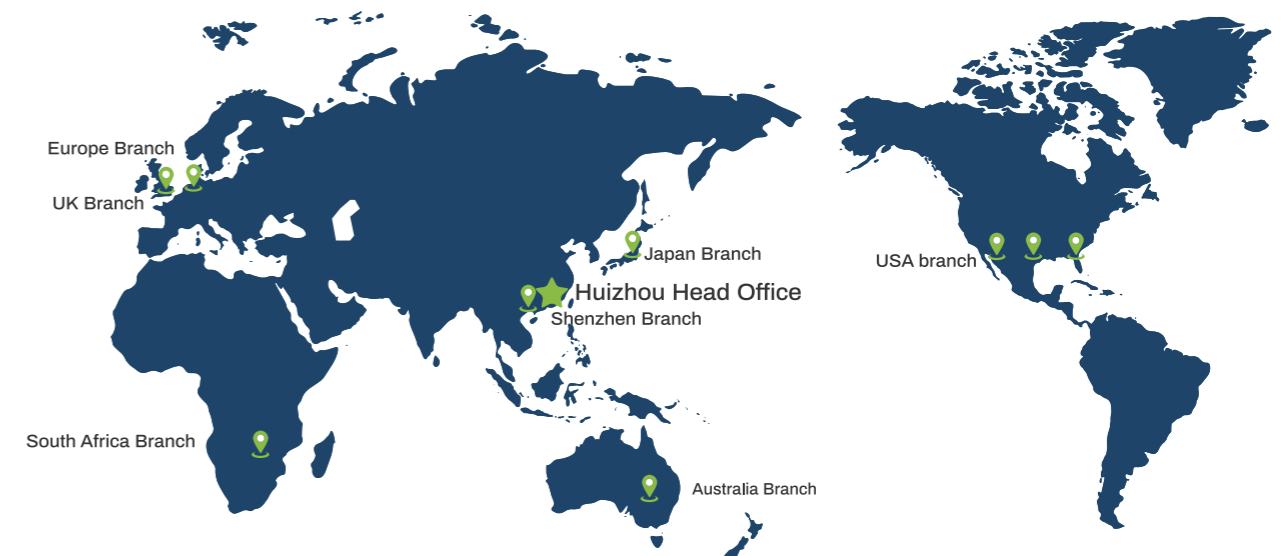 Europe Branch
UK Branch
Japan Branch
USA branch
Huizhou Head Office
Shenzhen Branch
South Africa Branch
Australia Branch